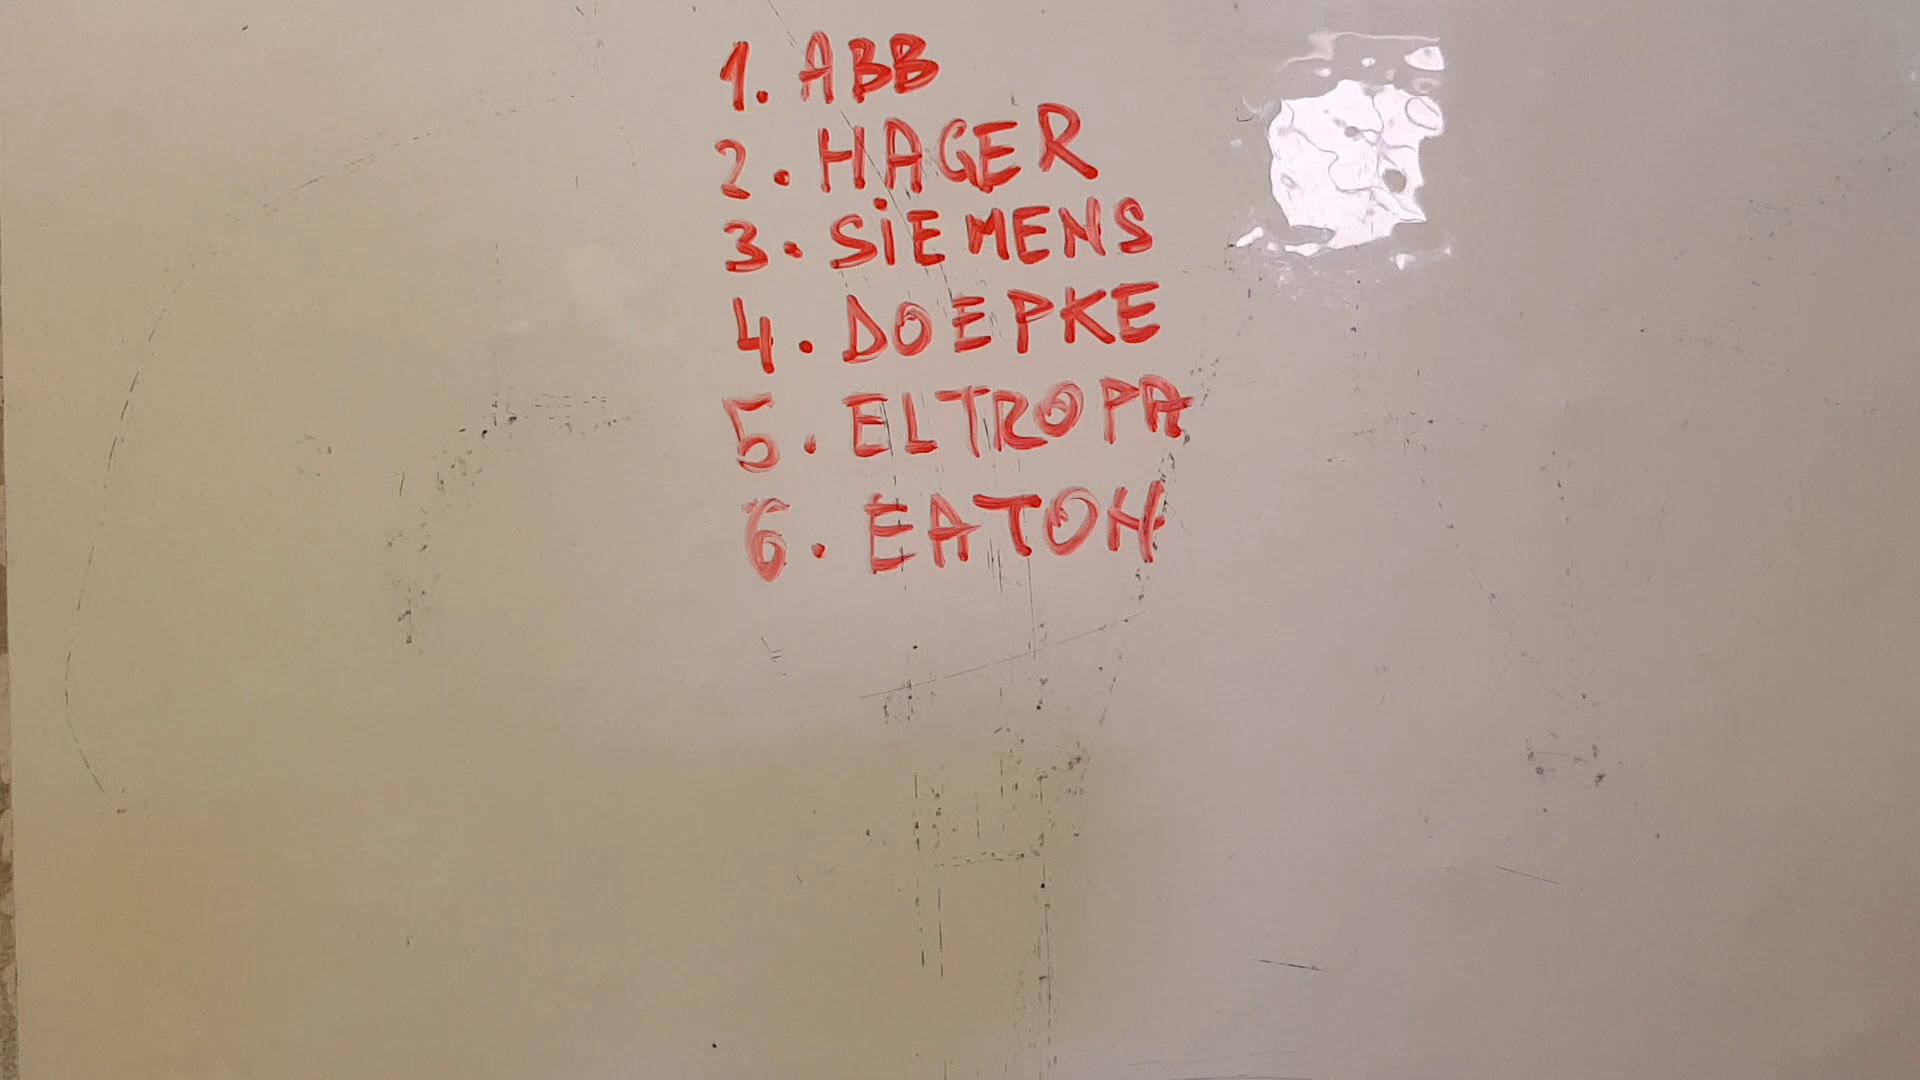 1. ABB
2. HAGER
3. SiEMENS
4. DOEPKE
5. ELTROPA
6. EATON